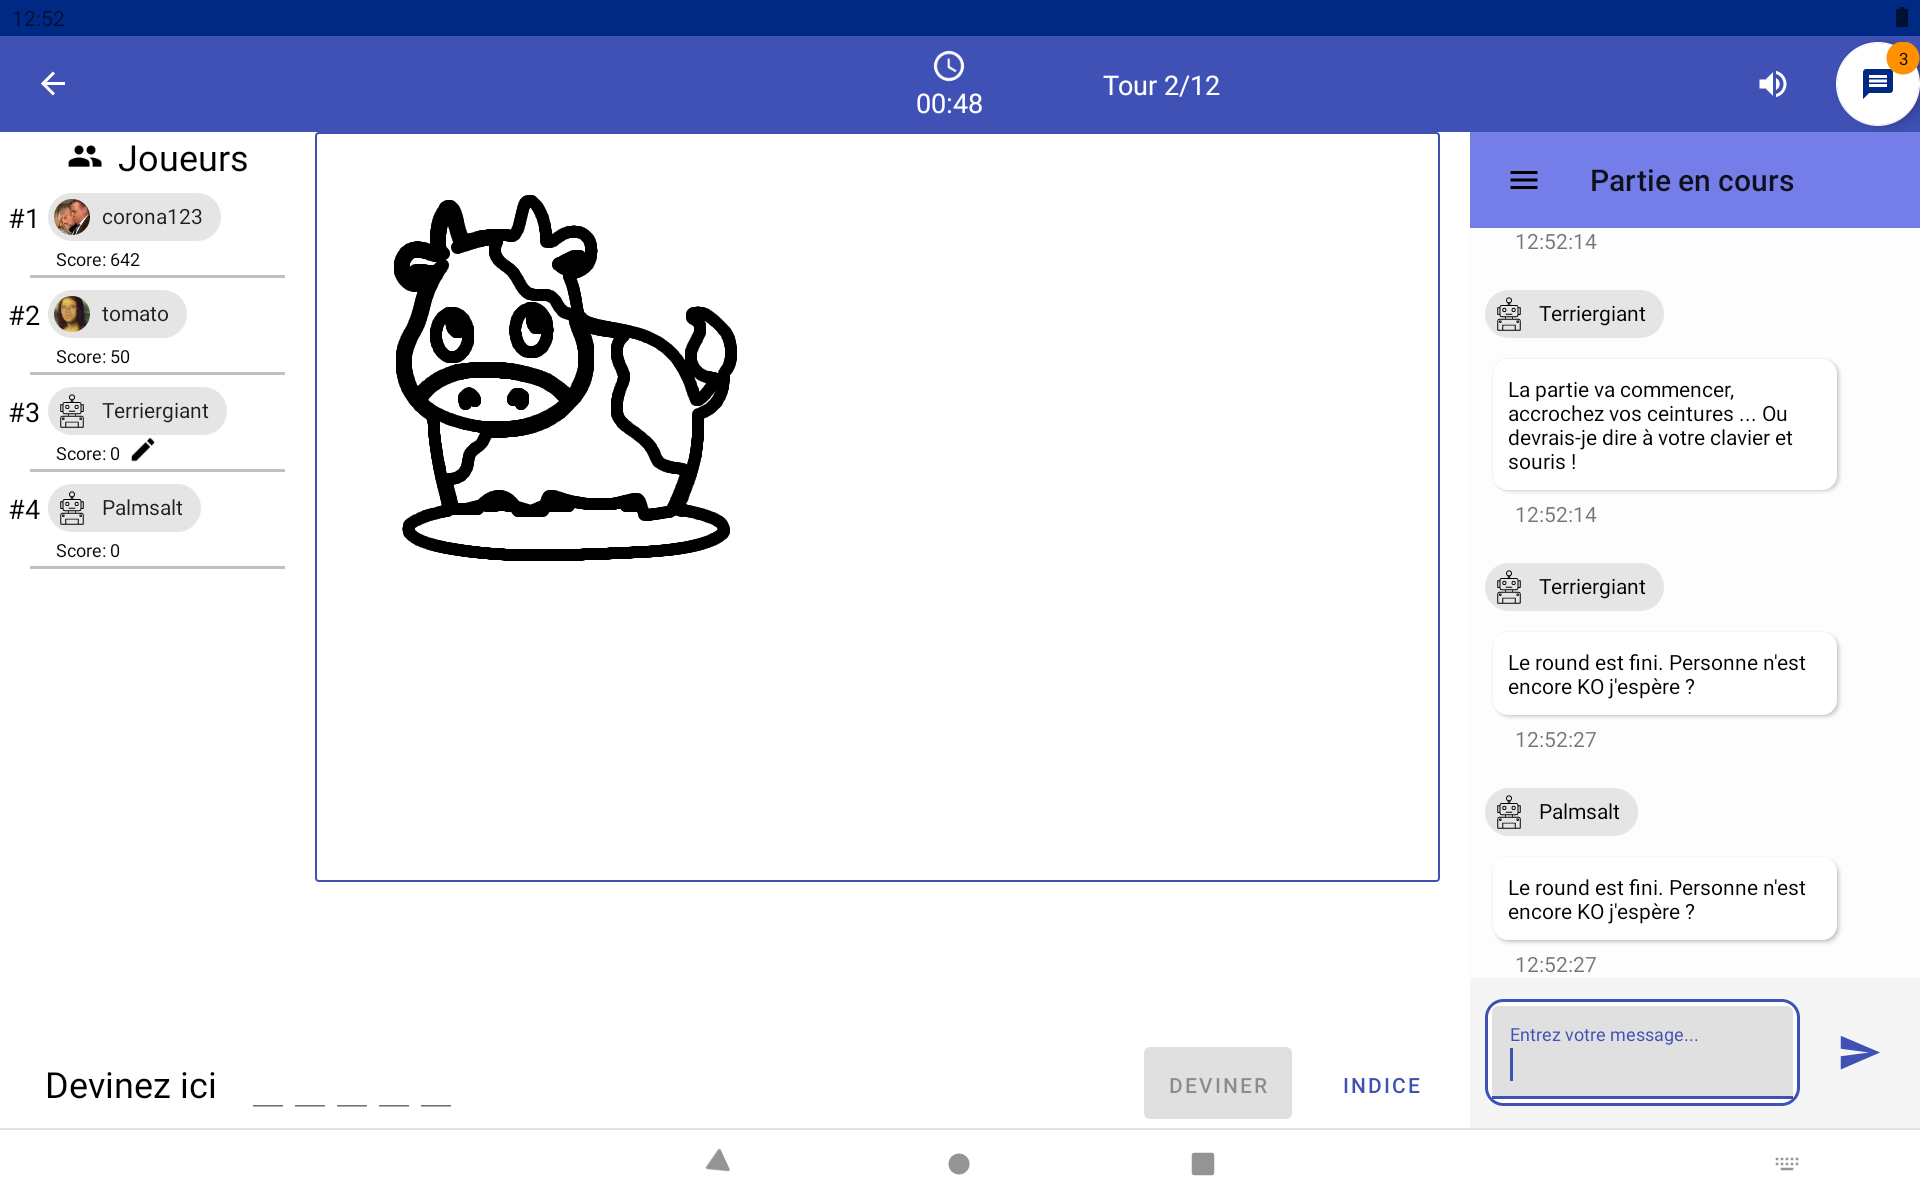 12:52
00:48
Tour 2/12
3
Joueurs
#1 corona123
Score: 642
#2 tomato
Score: 50
#3 Terriergiant
Score: 0
#4 Palmsalt
Score: 0
Partie en cours
12:52:14
Terriergiant
La partie va commencer,
accrochez vos ceintures ... Ou
devrais-je dire à votre clavier et
souris !
12:52:14
Terriergiant
Le round est fini. Personne n'est
encore KO j'espère ?
12:52:27
Palmsalt
Le round est fini. Personne n'est
encore KO j'espère ?
12:52:27
Entrez votre message...
Devinez ici
DEVINER
INDICE